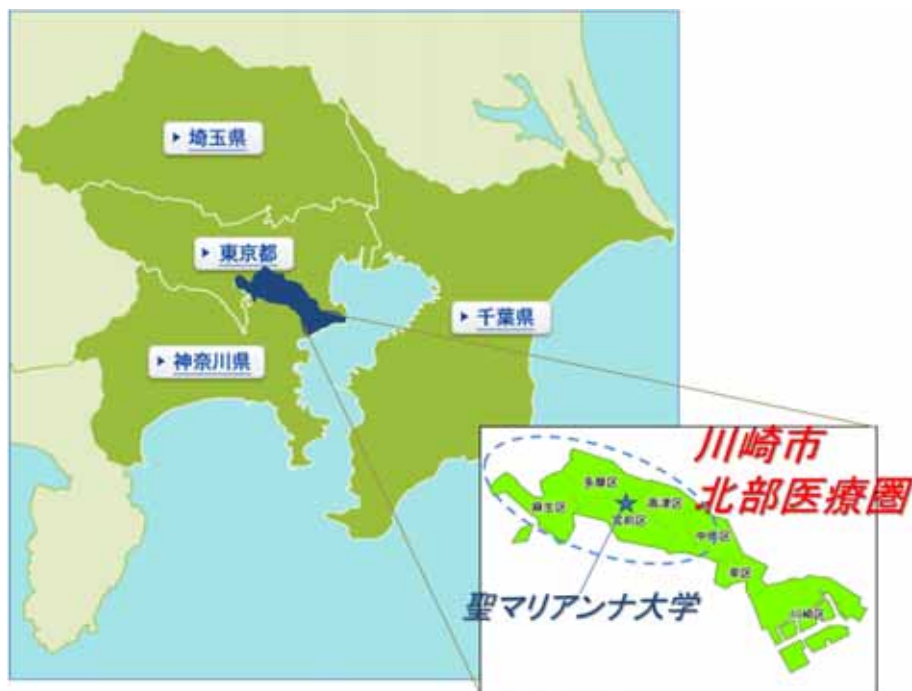 埼玉県
東京都
千葉県
神奈川県
川崎市
北部医療圏
多摩区
麻生区
高津区
宮前区
中原区
幸区
川崎区
聖マリアンナ大学